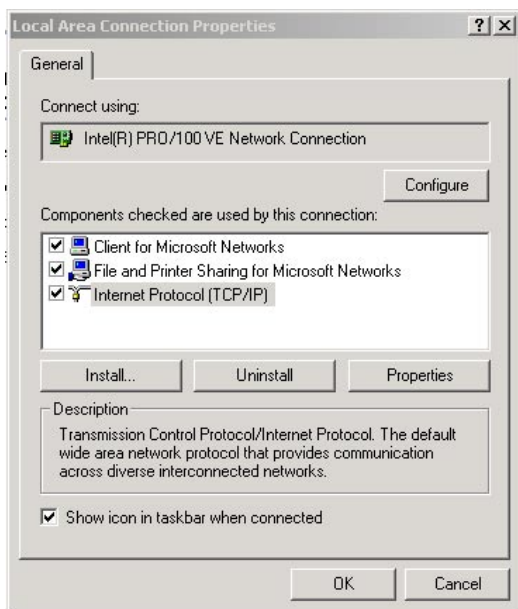 Local Area Connection Properties
General
Connect using:
Intel(R) PRO/100 VE Network Connection
Configure
Components checked are used by this connection:
Client for Microsoft Networks
File and Printer Sharing for Microsoft Networks
Internet Protocol (TCP/IP)
Install... Uninstall Properties
Description
Transmission Control Protocol/Internet Protocol. The default
wide area network protocol that provides communication
across diverse interconnected networks.
Show icon in taskbar when connected
OK Cancel